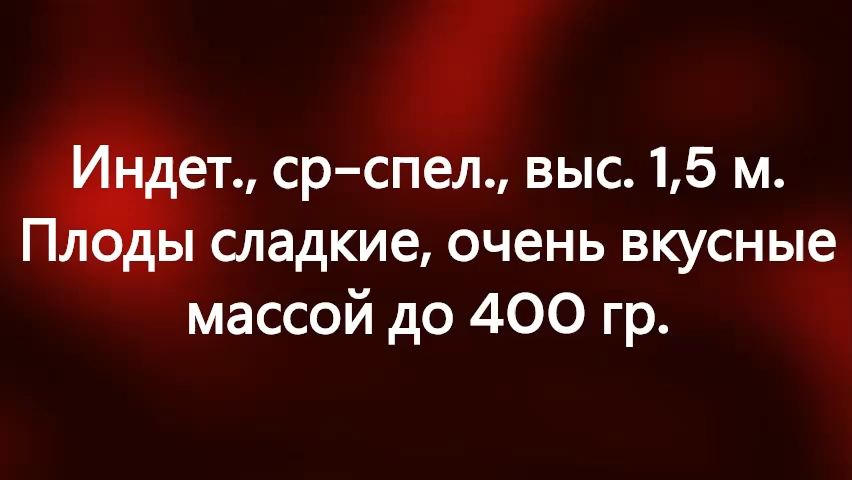 Индет., ср-спел., выс. 1,5 м.
Плоды сладкие, очень вкусные
массой до 400 гр.